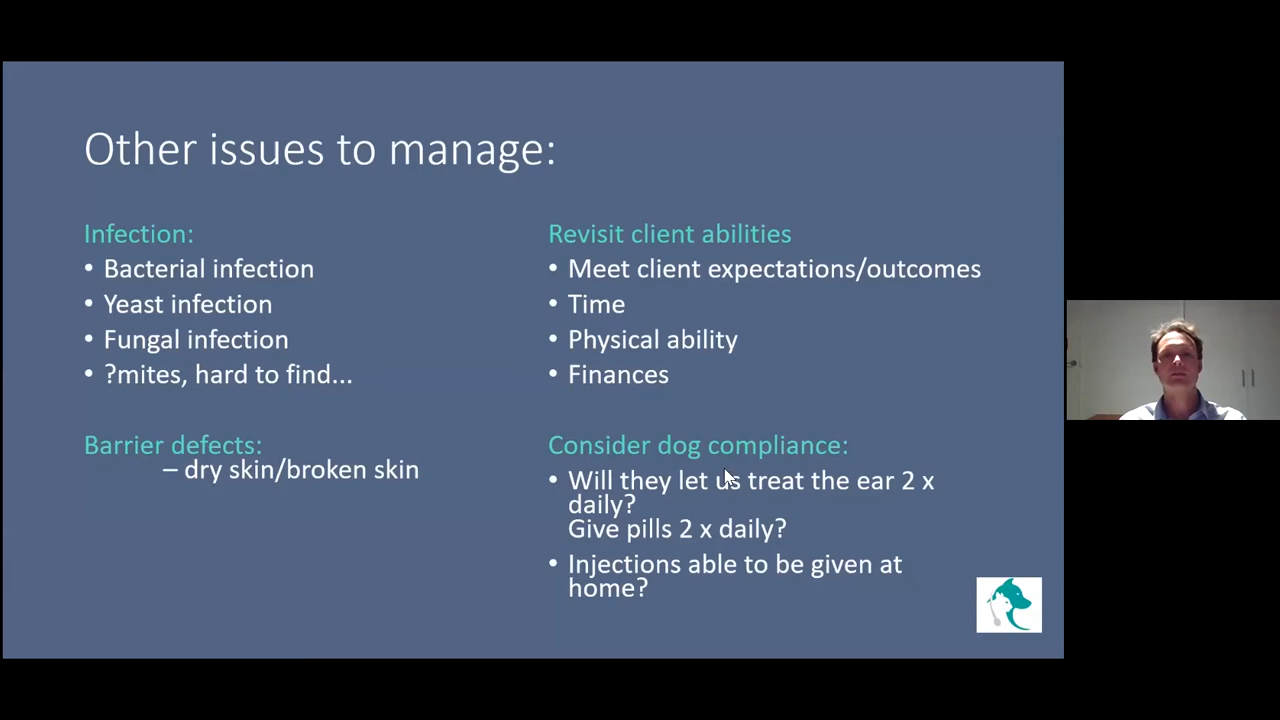 Other issues to manage:
Infection:
• Bacterial infection
• Yeast infection
• Fungal infection
• ?mites, hard to find...
Barrier defects:
– dry skin/broken skin
Revisit client abilities
• Meet client expectations/outcomes
• Time
• Physical ability
• Finances
Consider dog compliance:
• Will they let us treat the ear 2 x
daily?
Give pills 2 x daily?
• Injections able to be given at
home?